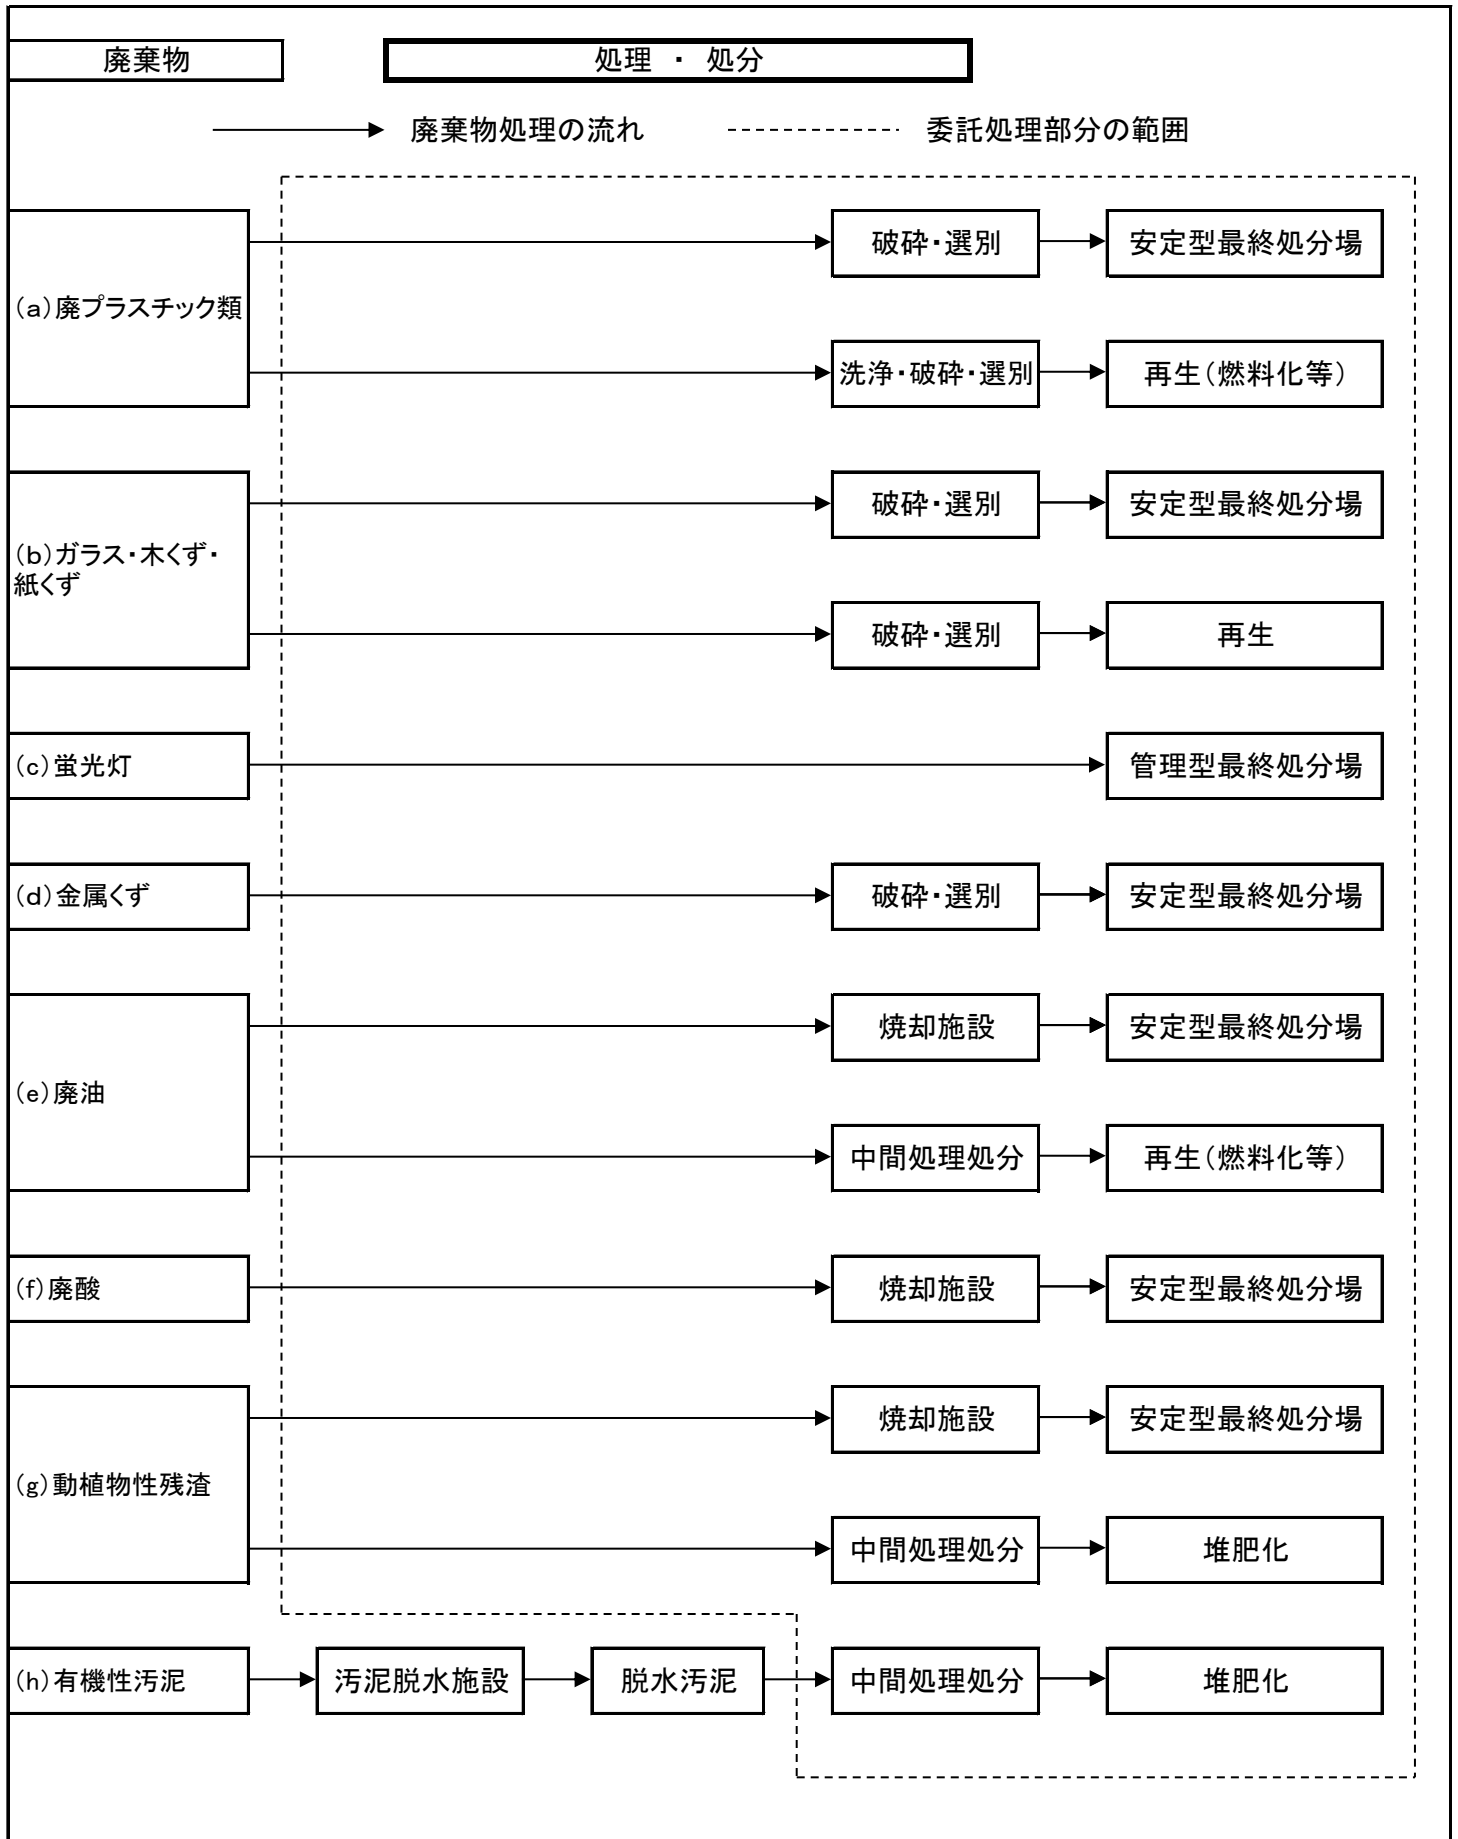 廃棄物
処理 ・ 処分
廃棄物処理の流れ
委託処理部分の範囲
(a)廃プラスチック類
破砕・選別
安定型最終処分場
洗浄・破砕・選別
再生(燃料化等)
(b)ガラス・木くず・
紙くず
破砕・選別
安定型最終処分場
破砕・選別
再生
(c)蛍光灯
管理型最終処分場
(d)金属くず
破砕・選別
安定型最終処分場
(e)廃油
焼却施設
安定型最終処分場
中間処理処分
再生(燃料化等)
(f)廃酸
焼却施設
安定型最終処分場
(g)動植物性残渣
焼却施設
安定型最終処分場
中間処理処分
堆肥化
(h)有機性汚泥
汚泥脱水施設
脱水汚泥
中間処理処分
堆肥化